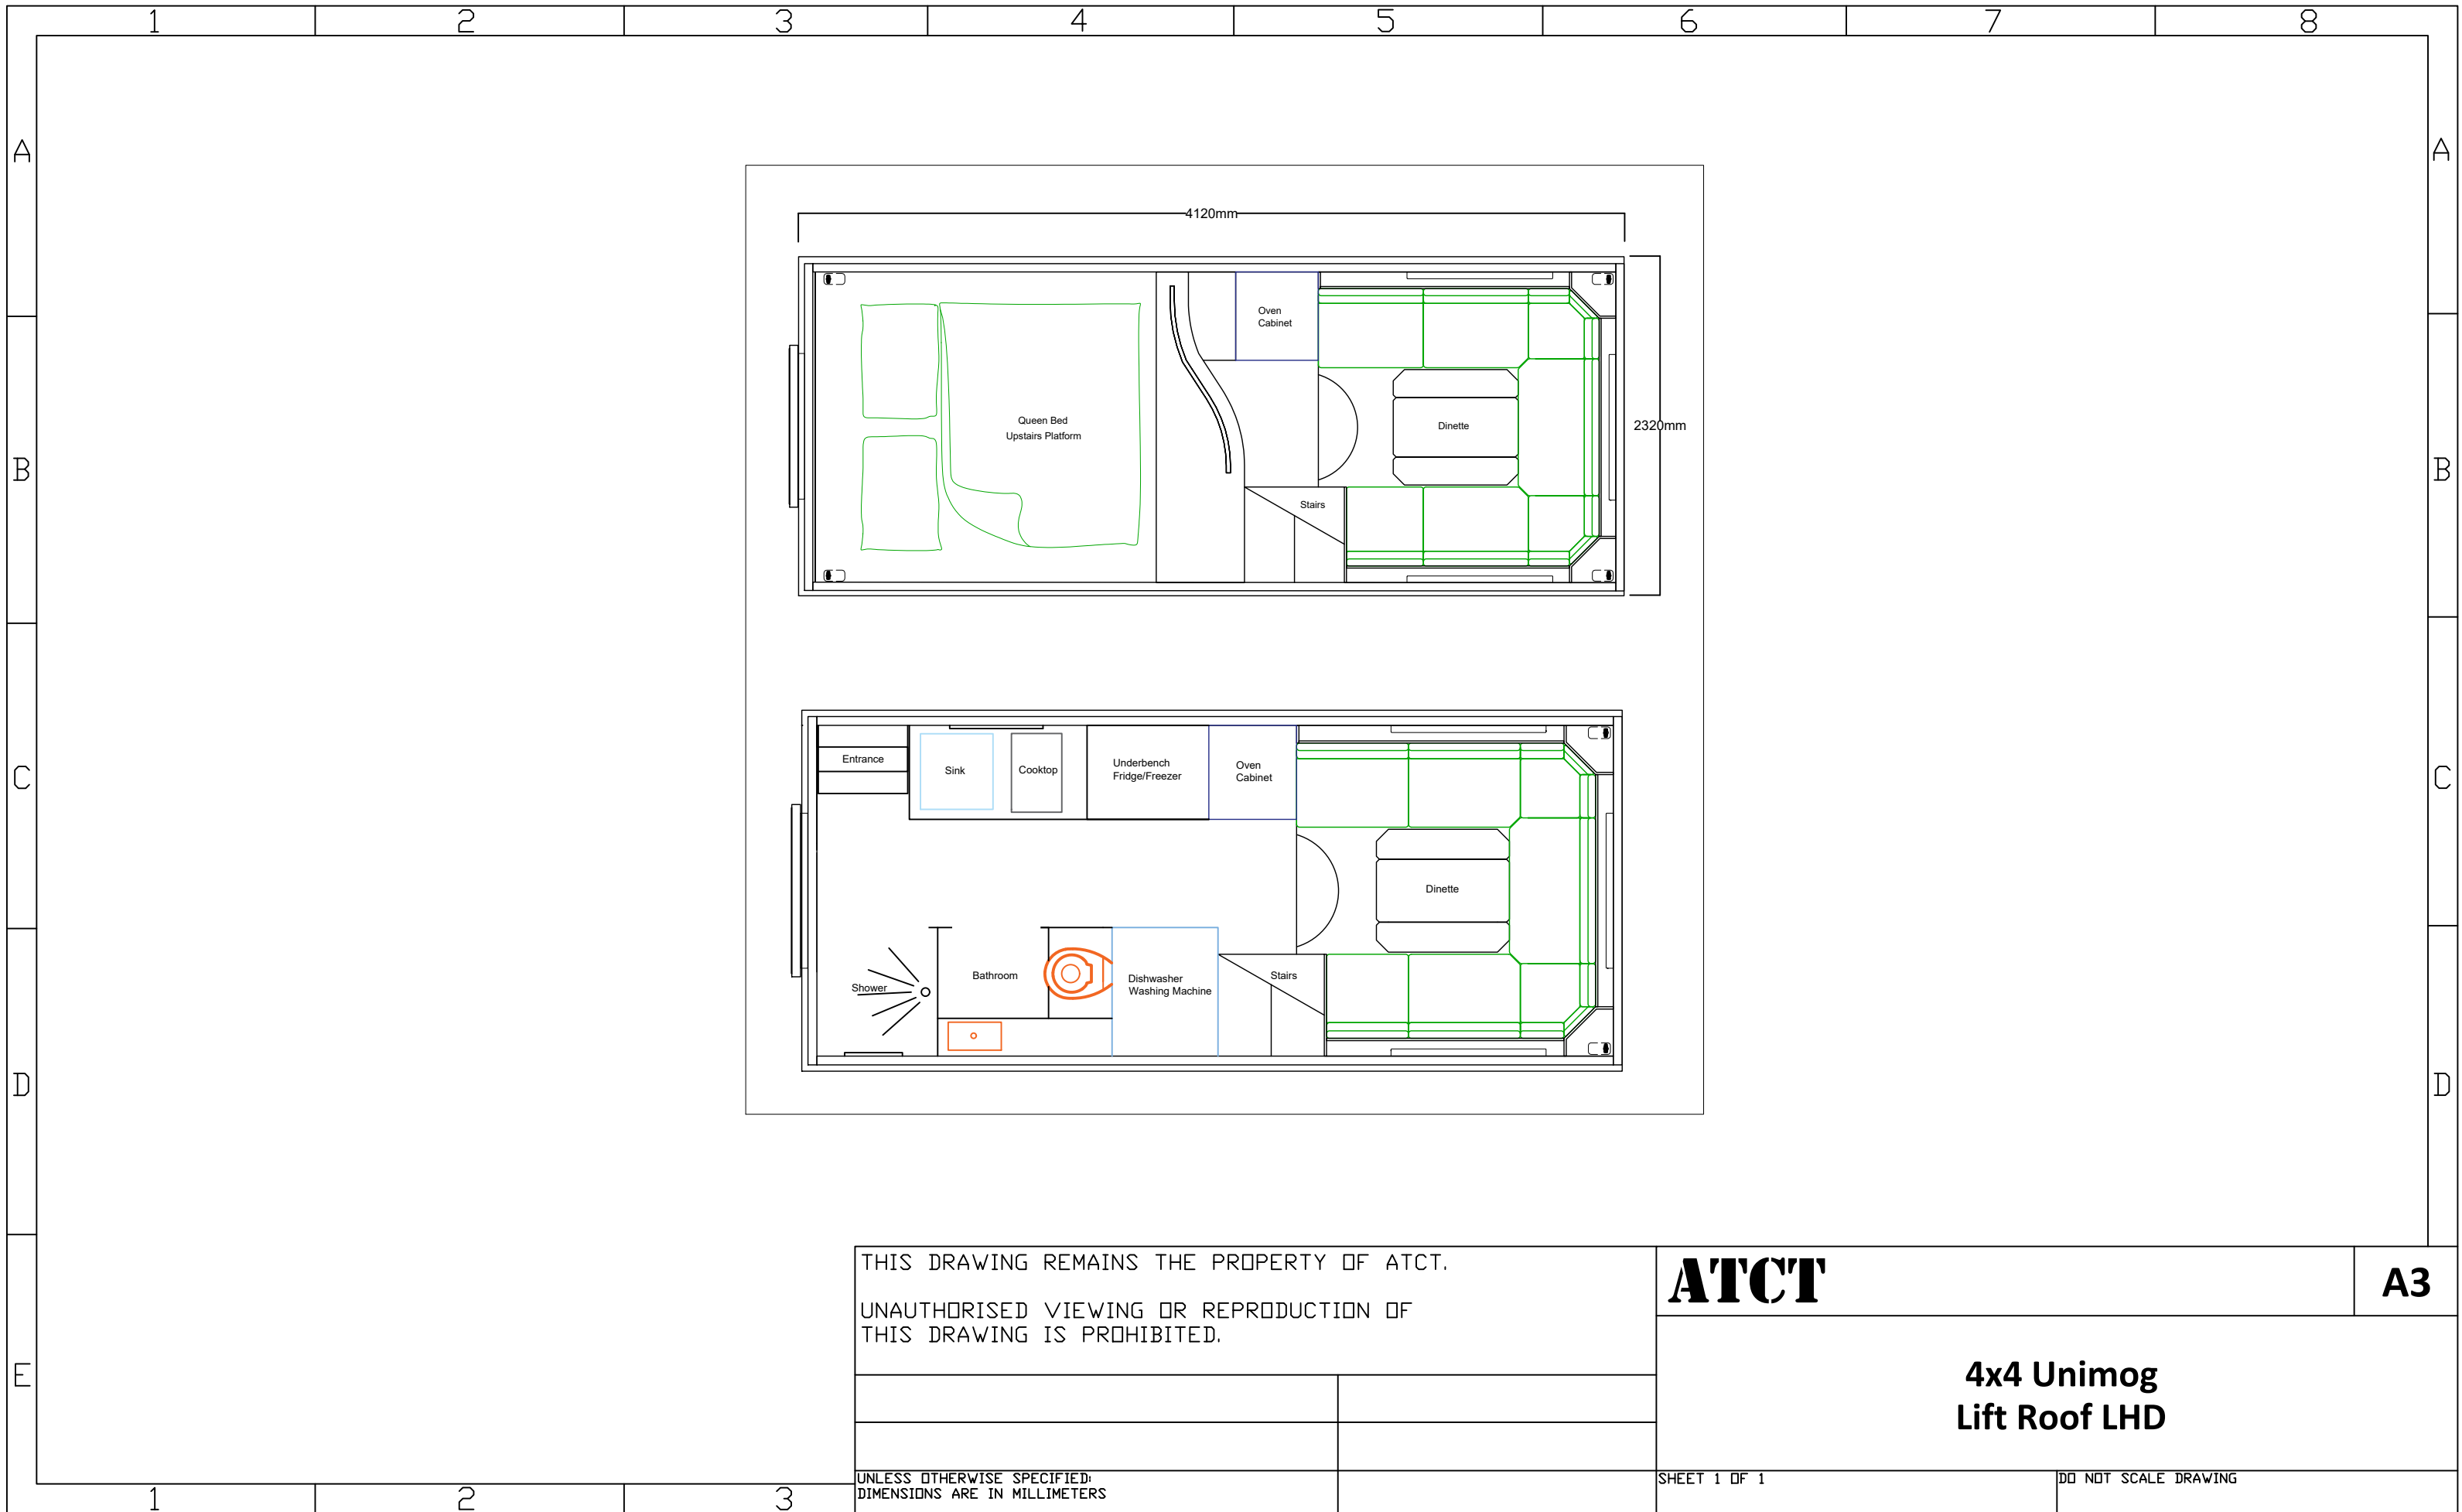 1 2 3 4 5 6 7 8
A A
4120mm
Oven
Cabinet
Queen Bed
Upstairs Platform
Dinette
2320mm
B B
Stairs
Entrance
Sink
Cooktop
Underbench
Fridge/Freezer
Oven
Cabinet
C C
Dinette
Shower
Bathroom
Dishwasher
Washing Machine
Stairs
D D
THIS DRAWING REMAINS THE PROPERTY OF ATCT.
UNAUTHORISED VIEWING OR REPRODUCTION OF
THIS DRAWING IS PROHIBITED.
ATCT
A3
E
4x4 Unimog
Lift Roof LHD
UNLESS OTHERWISE SPECIFIED:
DIMENSIONS ARE IN MILLIMETERS
SHEET 1 OF 1
DO NOT SCALE DRAWING
1 2 3